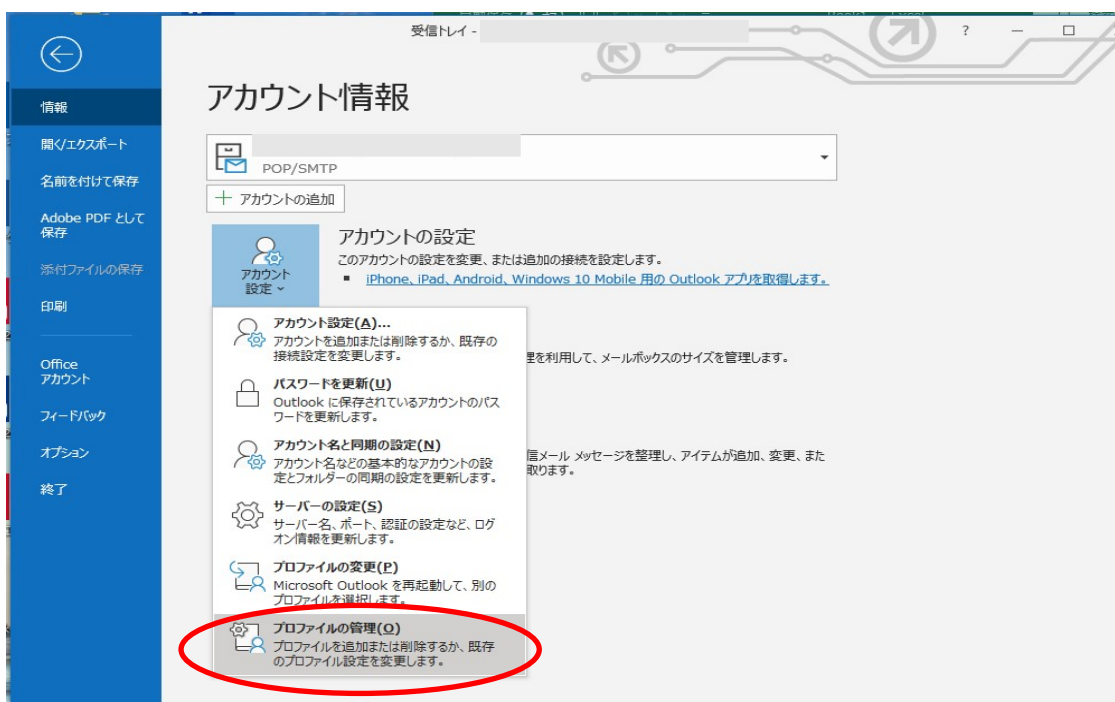 受信トレイ -
?
アカウント情報
情報
開く/エクスポート
名前を付けて保存
Adobe PDF として
保存
添付ファイルの保存
印刷
Office
アカウント
フィードバック
オプション
終了
POP/SMTP
アカウントの追加
アカウント
設定
アカウントの設定
このアカウントの設定を変更、または追加の接続を設定します。
iPhone、iPad、Android、Windows 10 Mobile 用の Outlook アプリを取得します。
アカウント設定(A)...
アカウントを追加または削除するか、既存の
接続設定を変更します。
パスワードを更新(U)
Outlook に保存されているアカウントのパス
ワードを更新します。
アカウント名と同期の設定(N)
アカウント名などの基本的なアカウントの設
定とフォルダーの同期の設定を更新します。
サーバーの設定(S)
サーバー名、ポート、認証の設定など、ログ
オン情報を更新します。
プロファイルの変更(P)
Microsoft Outlook を再起動して、別の
プロファイルを選択します。
プロファイルの管理(O)
プロファイルを追加または削除するか、既存
のプロファイル設定を変更します。
を利用して、メールボックスのサイズを管理します。
メール メッセージを整理し、アイテムが追加、変更、また
取ります。